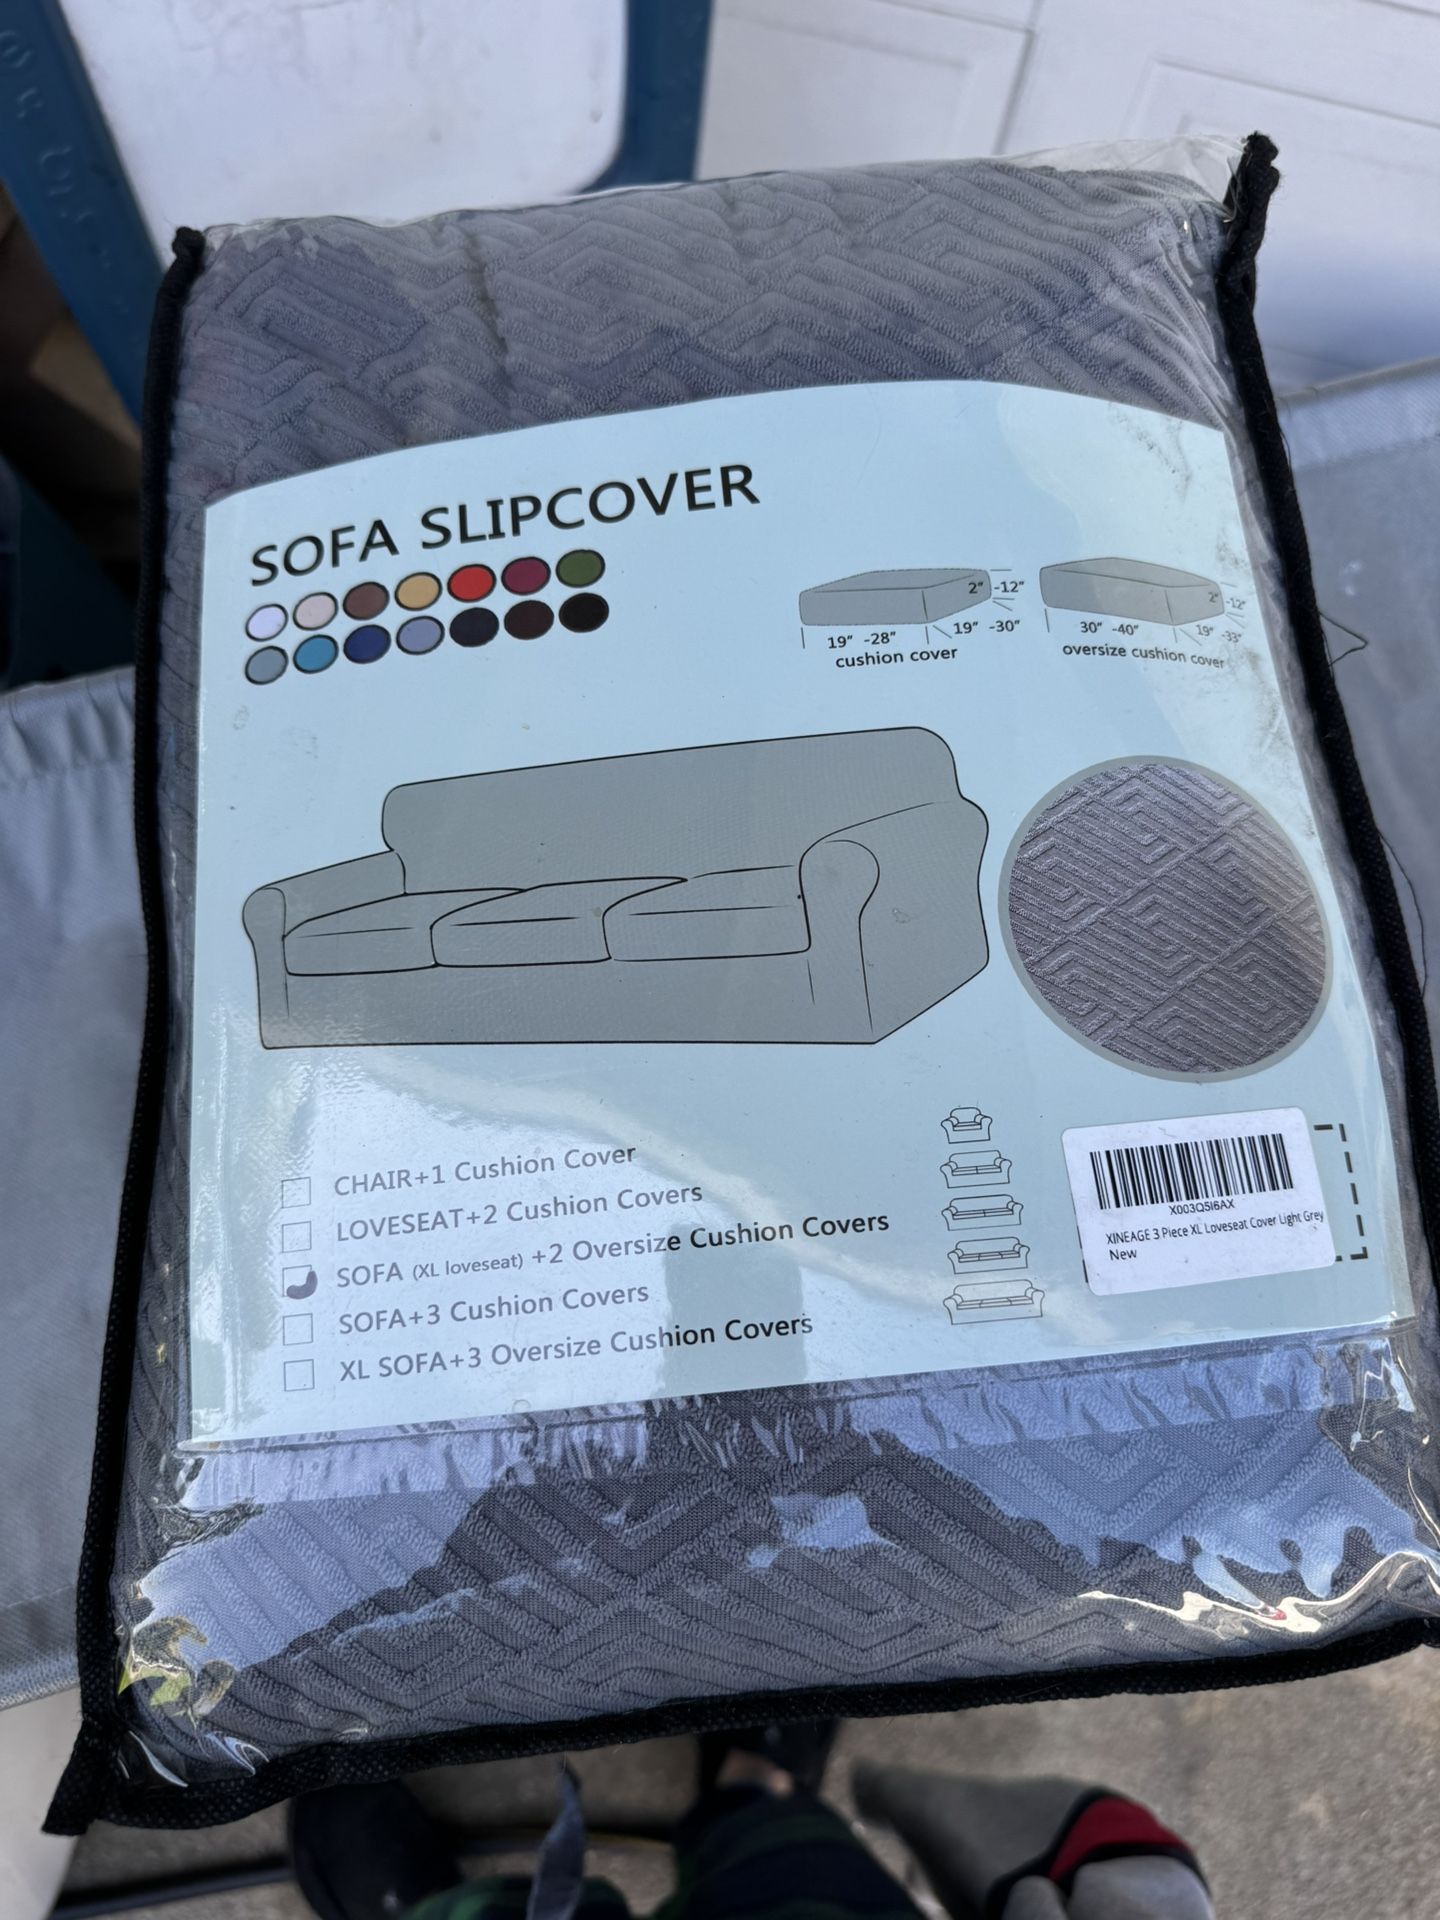 SOFA SLIPCOVER
2” -12”
19” -28”
19” -30”
cushion cover
2” -12”
30” -40”
19” -33”
oversize cushion cover
CHAIR+1 Cushion Cover
LOVESEAT+2 Cushion Covers
SOFA (XL loveseat) +2 Oversize Cushion Covers
SOFA+3 Cushion Covers
XL SOFA+3 Oversize Cushion Covers
X003Q5I6AX
XINEAGE 3 Piece XL Loveseat Cover Light Grey
New